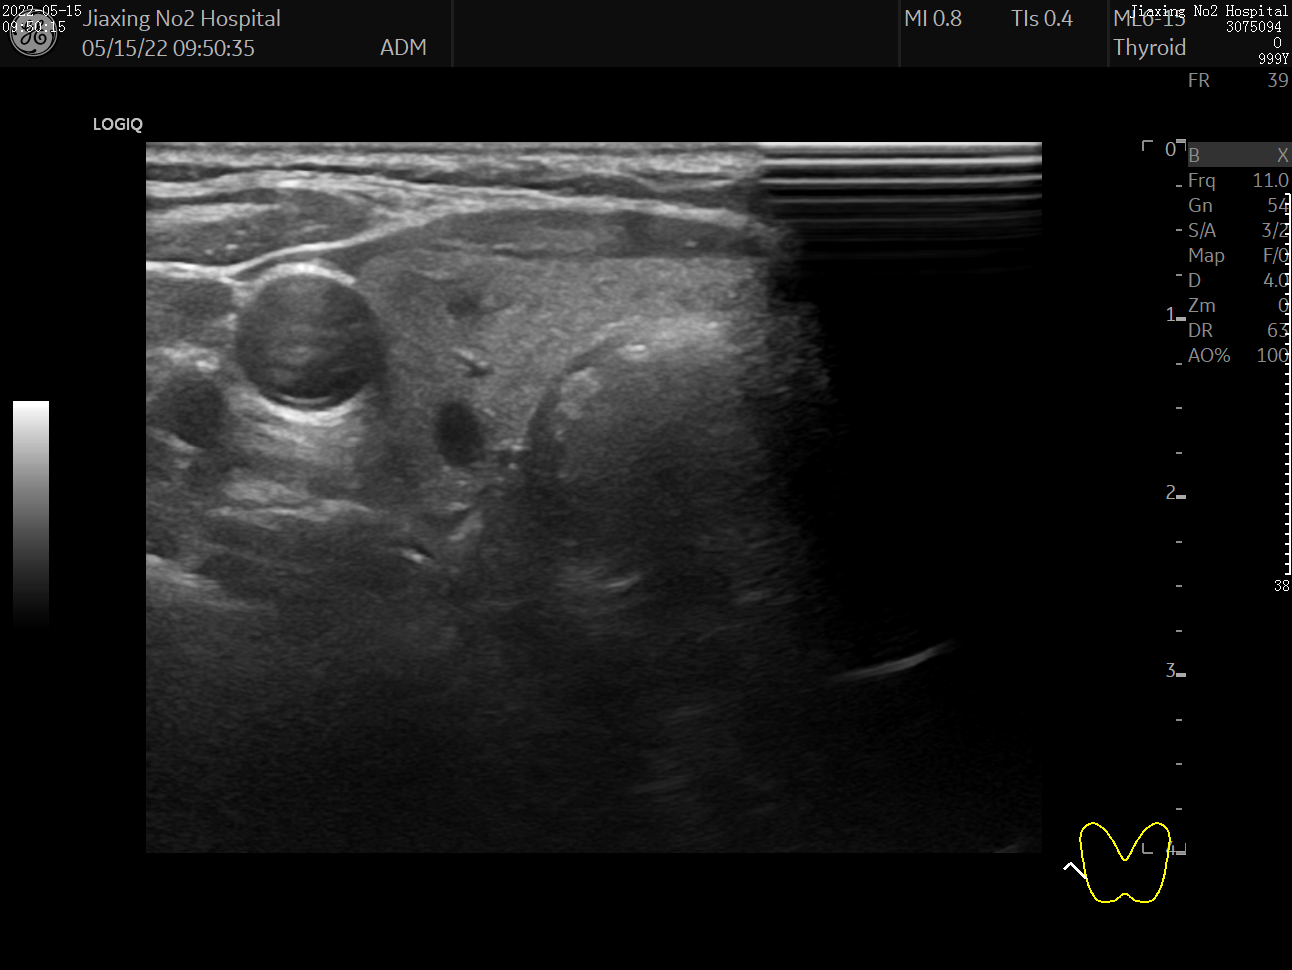 2022-05-15
09:50:15
Jiaxing No2 Hospital
05/15/22 09:50:35
ADM
MI 0.8
TIs 0.4
Thyroid
Jiaxing No2 Hospital
3075094
0
999Y
FR 39
LOGIQ
B X
Frq 11.0
Gn 54
S/A 3/2
Map F/0
D 4.0
Zm 0
DR 63
AO% 100
0
1
2
3
4
38